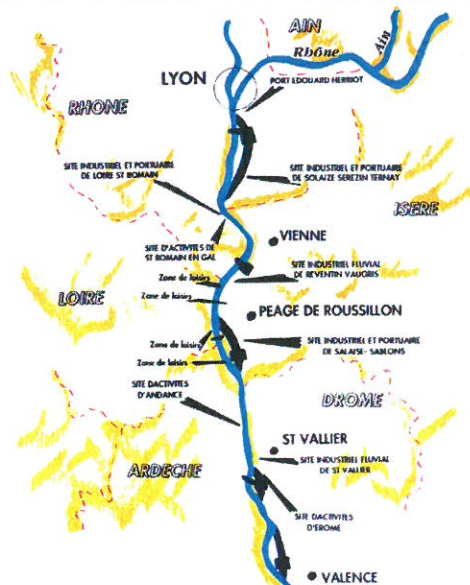 AIN
Rhône
Ain
LYON
PORT EDOUARD HERRIOT
RHONE
SITE INDUSTRIEL ET PORTUAIRE
DE LOIRE ST ROMAIN
SITE INDUSTRIEL ET PORTUAIRE
DE SOLAIZE SEREZIN TERNAY
ISERE
SITE D'ACTIVITES DE
ST ROMAIN EN GAL
VIENNE
SITE INDUSTRIEL FLUVIAL
DE REVENTIN VAUGRIS
Zone de loisirs
LOIRE
Zone de loisirs
PEAGE DE ROUSSILLON
Zone de loisirs
SITE INDUSTRIEL ET PORTUAIRE
DE SALAISE-SABLONS
Zone de loisirs
SITE DACTIVITES
D'ANDANCE
DROME
ST VALLIER
SITE INDUSTRIEL FLUVIAL
DE ST VALLIER
ARDECHE
SITE DACTIVITES
D'EROME
VALENCE